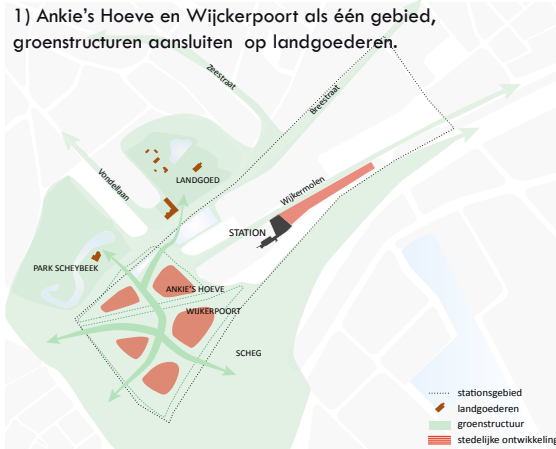 1) Ankie's Hoeve en Wijckerpoort als één gebied,
groenstructuren aansluiten op landgoederen.
Zeestraat
Breestraat
Vondellaan
LANDGOED
Wijkermolen
STATION
PARK SCHEYBEEK
ANKIE'S HOEVE
WIJKERPOORT
SCHEG
stationsgebied
landgoederen
groenstructuur
stedelijke ontwikkeling